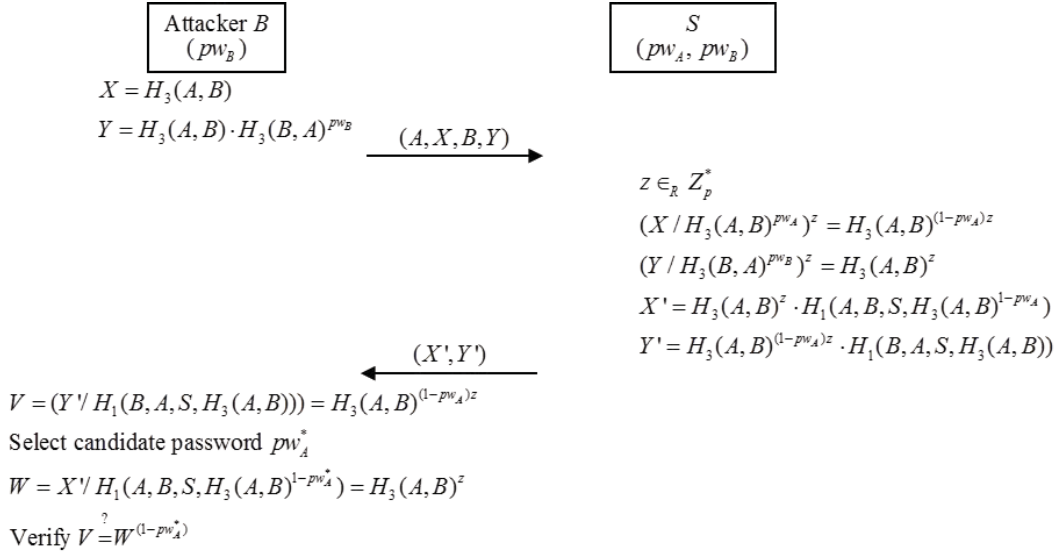 Attacker B
(pw_B)
S
(pw_A, pw_B)
X = H_3(A, B)
Y = H_3(A, B) · H_3(B, A)^{pw_B}
(A, X, B, Y)
z ∈_R Z_p^*
(X / H_3(A, B)^{pw_A})^z = H_3(A, B)^{(1-pw_A)z}
(Y / H_3(B, A)^{pw_B})^z = H_3(A, B)^z
X' = H_3(A, B)^z · H_1(A, B, S, H_3(A, B)^{1-pw_A})
Y' = H_3(A, B)^{(1-pw_A)z} · H_1(B, A, S, H_3(A, B))
(X', Y')
V = (Y'/ H_1(B, A, S, H_3(A, B))) = H_3(A, B)^{(1-pw_A)z}
Select candidate password pw_A^*
W = X'/ H_1(A, B, S, H_3(A, B)^{1-pw_A^*}) = H_3(A, B)^z
Verify V =^? W^{(1-pw_A^*)}